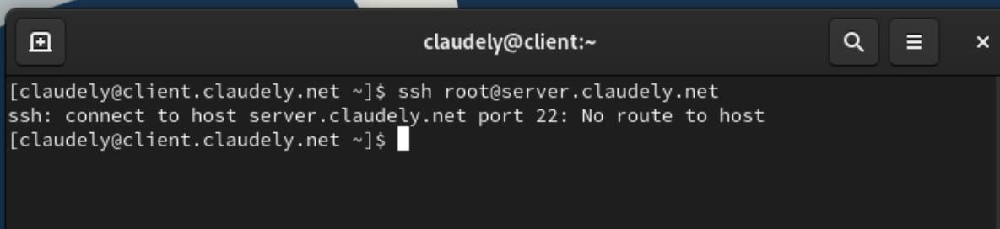 claudely@client:~
[claudely@client.claudely.net ~]$ ssh root@server.claudely.net
ssh: connect to host server.claudely.net port 22: No route to host
[claudely@client.claudely.net ~]$